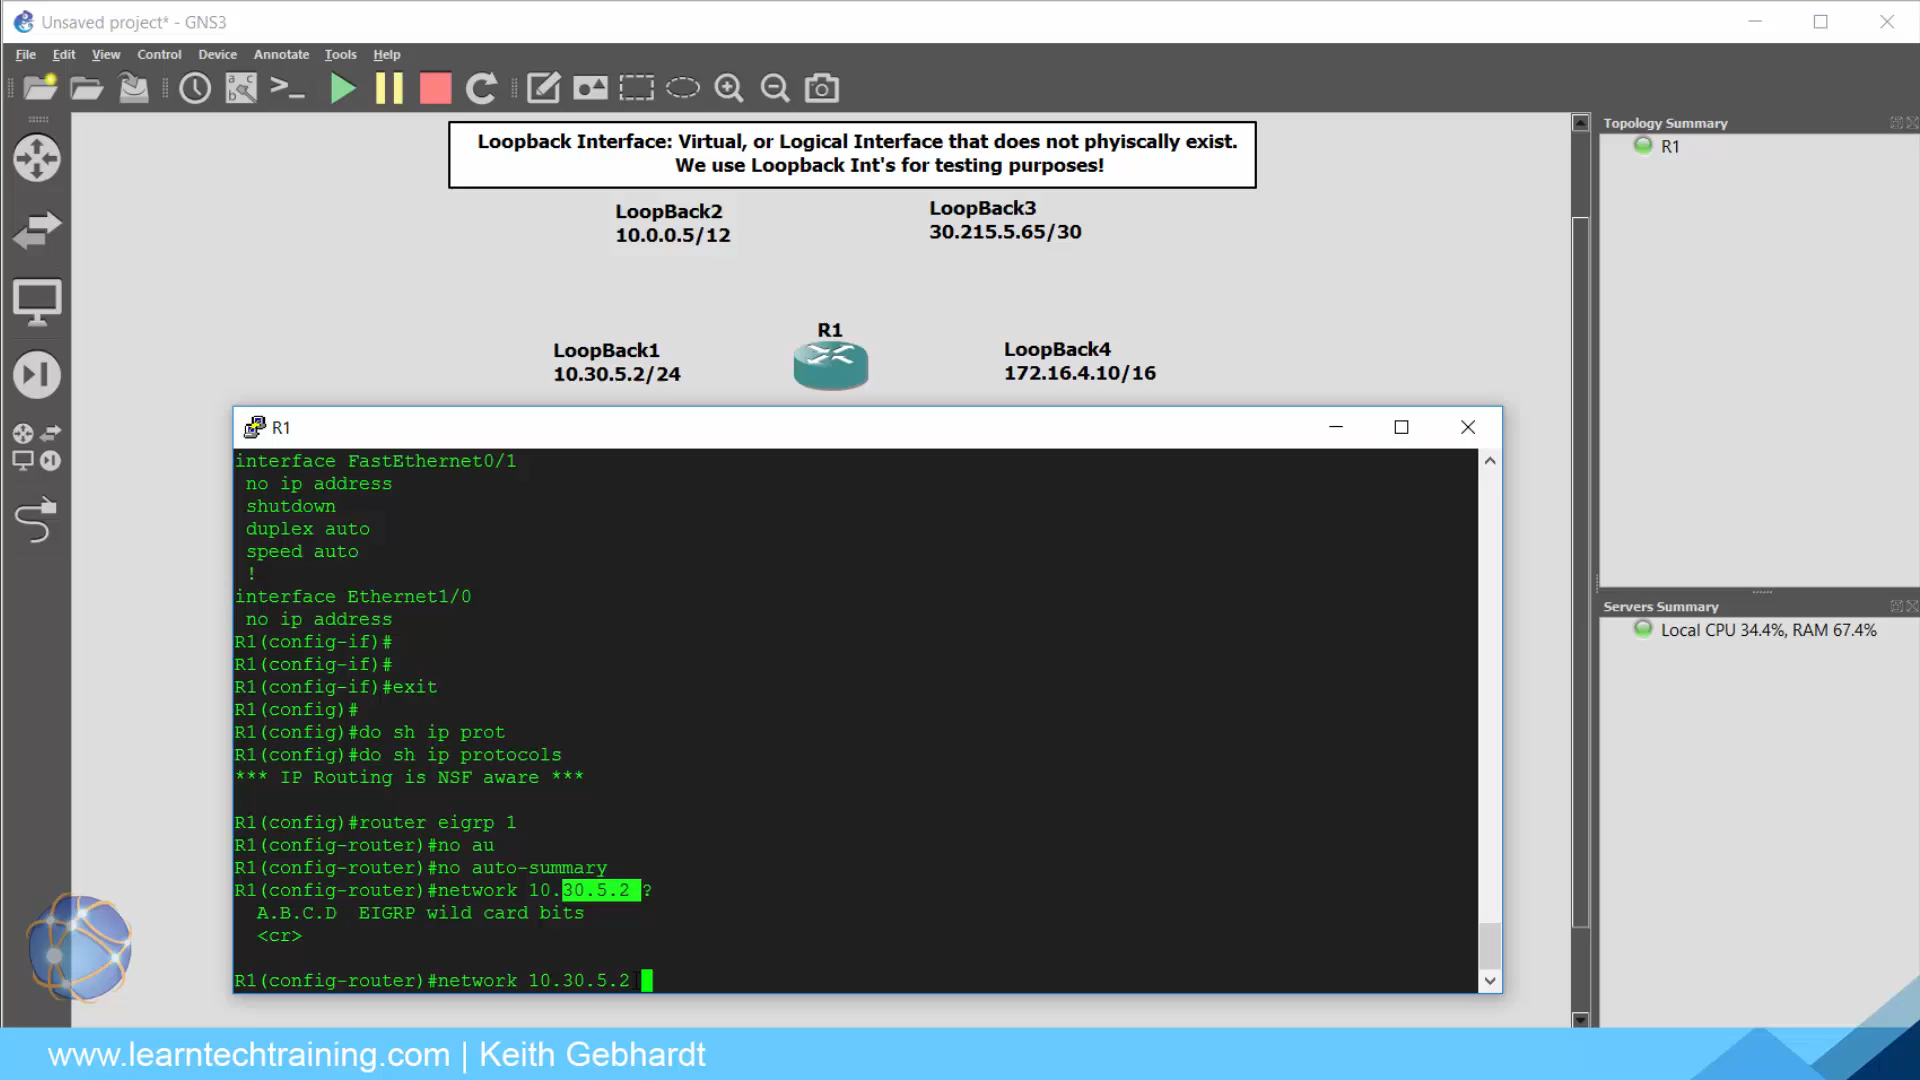 Unsaved project* - GNS3
File Edit View Control Device Annotate Tools Help
Loopback Interface: Virtual, or Logical Interface that does not phyiscally exist.
We use Loopback Int's for testing purposes!
LoopBack2
10.0.0.5/12
LoopBack3
30.215.5.65/30
R1
LoopBack1
10.30.5.2/24
LoopBack4
172.16.4.10/16
Topology Summary
R1
Servers Summary
Local CPU 34.4%, RAM 67.4%
R1
interface FastEthernet0/1
no ip address
shutdown
duplex auto
speed auto
!
interface Ethernet1/0
no ip address
R1(config-if)#
R1(config-if)#
R1(config-if)#exit
R1(config)#
R1(config)#do sh ip prot
R1(config)#do sh ip protocols
*** IP Routing is NSF aware ***
R1(config)#router eigrp 1
R1(config-router)#no au
R1(config-router)#no auto-summary
R1(config-router)#network 10.30.5.2 ?
A.B.C.D  EIGRP wild card bits
<cr>
R1(config-router)#network 10.30.5.2
www.learntechtraining.com | Keith Gebhardt